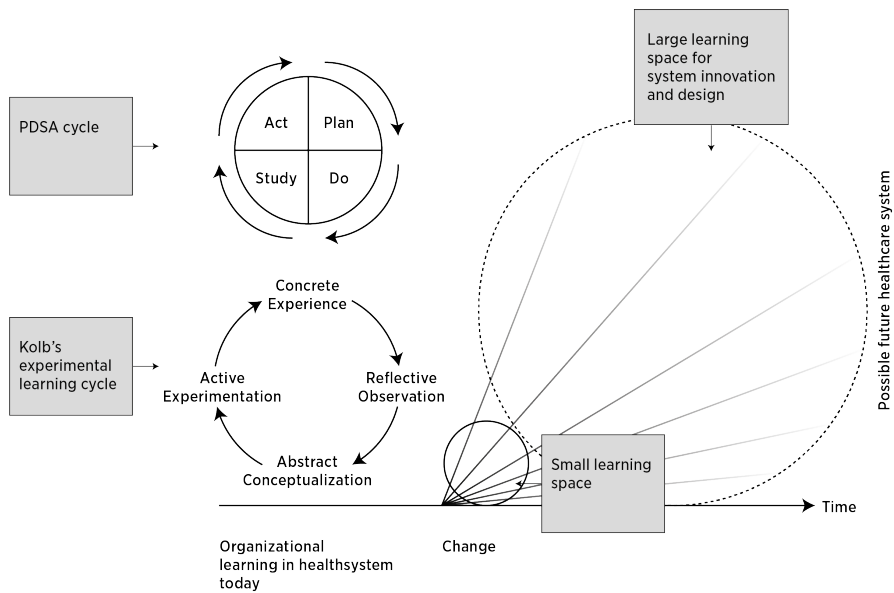 Large learning
space for
system innovation
and design
PDSA cycle
Act
Plan
Study
Do
Possible future healthcare system
Concrete
Experience
Kolb's
experimental
learning cycle
Active
Experimentation
Reflective
Observation
Abstract
Conceptualization
Small learning
space
Time
Organizational
learning in healthsystem
today
Change